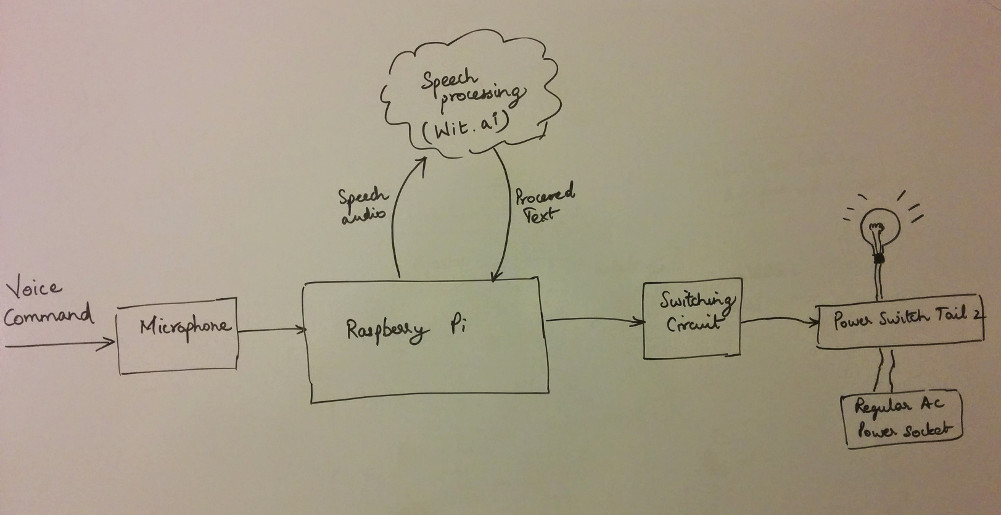 Speech
processing
(Wit.ai)
Speech
audio
Procesed
Text
Voice
Command
Microphone
Raspberry Pi
Switching
Circuit
Power Switch Tail 2
Regular Ac
Power Socket